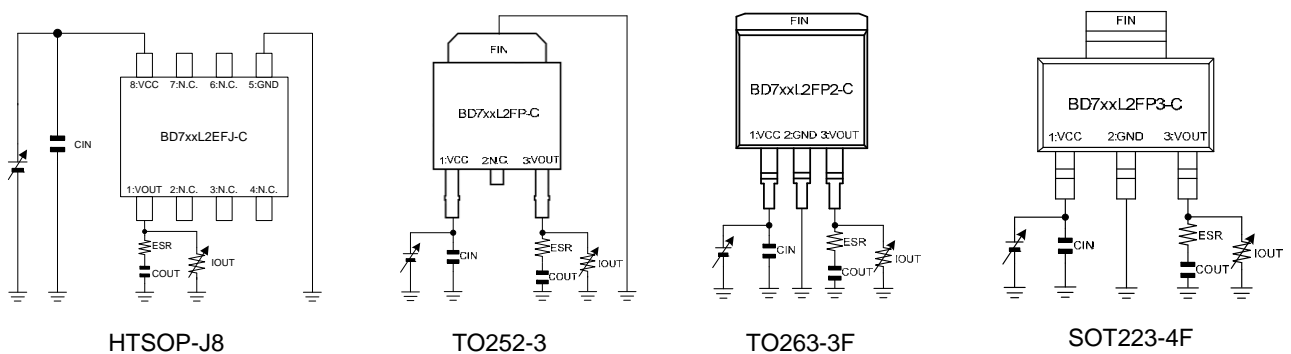 8:VCC 7:N.C. 6:N.C. 5:GND
BD7xxL2EFJ-C
1:VOUT 2:N.C. 3:N.C. 4:N.C.
CIN
ESR
COUT
IOUT
HTSOP-J8
FIN
BD7xxL2FP-C
1:VCC 2:N.C. 3:VOUT
CIN
ESR
COUT
IOUT
TO252-3
FIN
BD7xxL2FP2-C
1:VCC 2:GND 3:VOUT
CIN
ESR
COUT
IOUT
TO263-3F
FIN
BD7xxL2FP3-C
1:VCC 2:GND 3:VOUT
CIN
ESR
COUT
IOUT
SOT223-4F